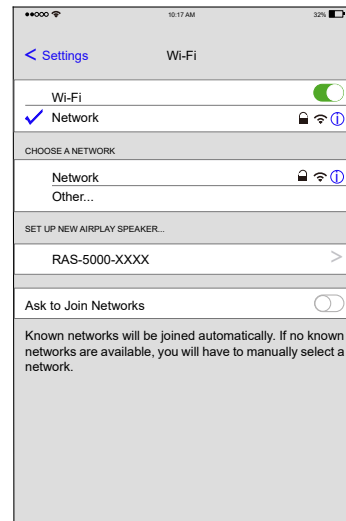 10:17 AM 32%
< Settings Wi-Fi
Wi-Fi
Network
CHOOSE A NETWORK
Network
Other...
SET UP NEW AIRPLAY SPEAKER...
RAS-5000-XXXX >
Ask to Join Networks
Known networks will be joined automatically. If no known
networks are available, you will have to manually select a
network.